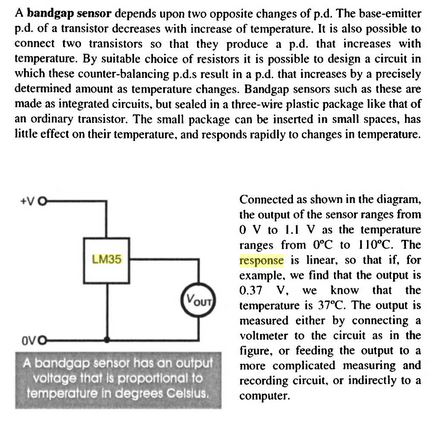 A bandgap sensor depends upon two opposite changes of p.d. The base-emitter
p.d. of a transistor decreases with increase of temperature. It is also possible to
connect two transistors so that they produce a p.d. that increases with
temperature. By suitable choice of resistors it is possible to design a circuit in
which these counter-balancing p.d.s result in a p.d. that increases by a precisely
determined amount as temperature changes. Bandgap sensors such as these are
made as integrated circuits, but sealed in a three-wire plastic package like that of
an ordinary transistor. The small package can be inserted in small spaces, has
little effect on their temperature, and responds rapidly to changes in temperature.
+V
LM35
VOUT
0V
A bandgap sensor has an output
voltage that is proportional to
temperature in degrees Celsius.
Connected as shown in the diagram,
the output of the sensor ranges from
0 V to 1.1 V as the temperature
ranges from 0°C to 110°C. The
response is linear, so that if, for
example, we find that the output is
0.37 V, we know that the
temperature is 37°C. The output is
measured either by connecting a
voltmeter to the circuit as in the
figure, or feeding the output to a
more complicated measuring and
recording circuit, or indirectly to a
computer.